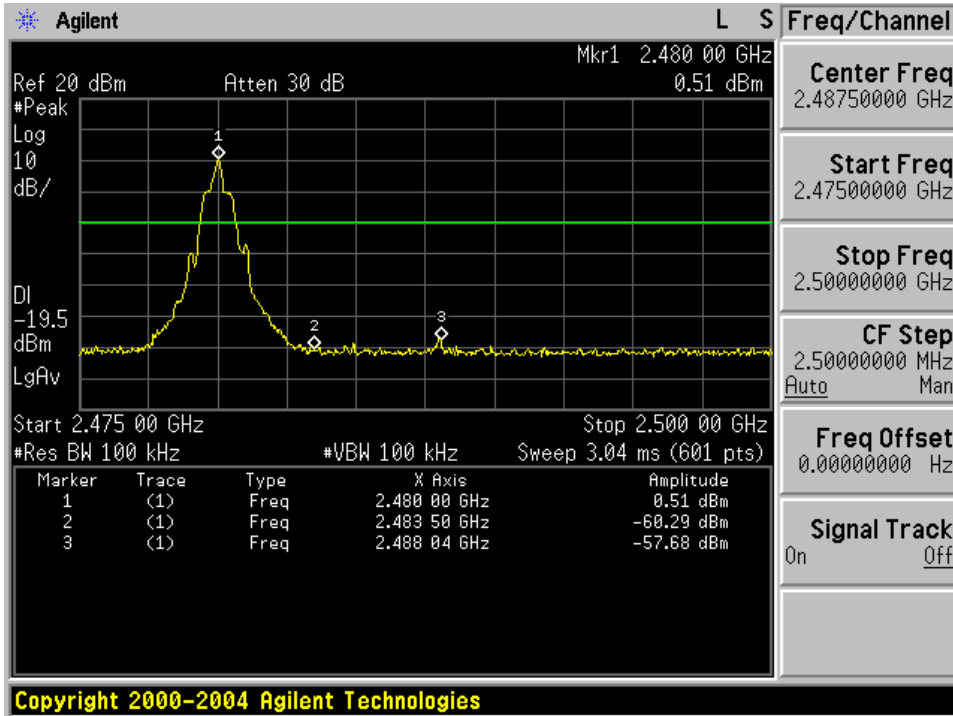 Agilent L S Freq/Channel
Mkr1 2.480 00 GHz
Ref 20 dBm Atten 30 dB 0.51 dBm
#Peak
Log
10
dB/
DI
-19.5
dBm
LgAv
1
2
3
Start 2.475 00 GHz Stop 2.500 00 GHz
#Res BW 100 kHz #VBW 100 kHz Sweep 3.04 ms (601 pts)
Marker Trace Type X Axis Amplitude
1 (1) Freq 2.480 00 GHz 0.51 dBm
2 (1) Freq 2.483 50 GHz -60.29 dBm
3 (1) Freq 2.488 04 GHz -57.68 dBm
Center Freq
2.48750000 GHz
Start Freq
2.47500000 GHz
Stop Freq
2.50000000 GHz
CF Step
2.50000000 MHz
Auto Man
Freq Offset
0.00000000 Hz
Signal Track
On Off
Copyright 2000-2004 Agilent Technologies